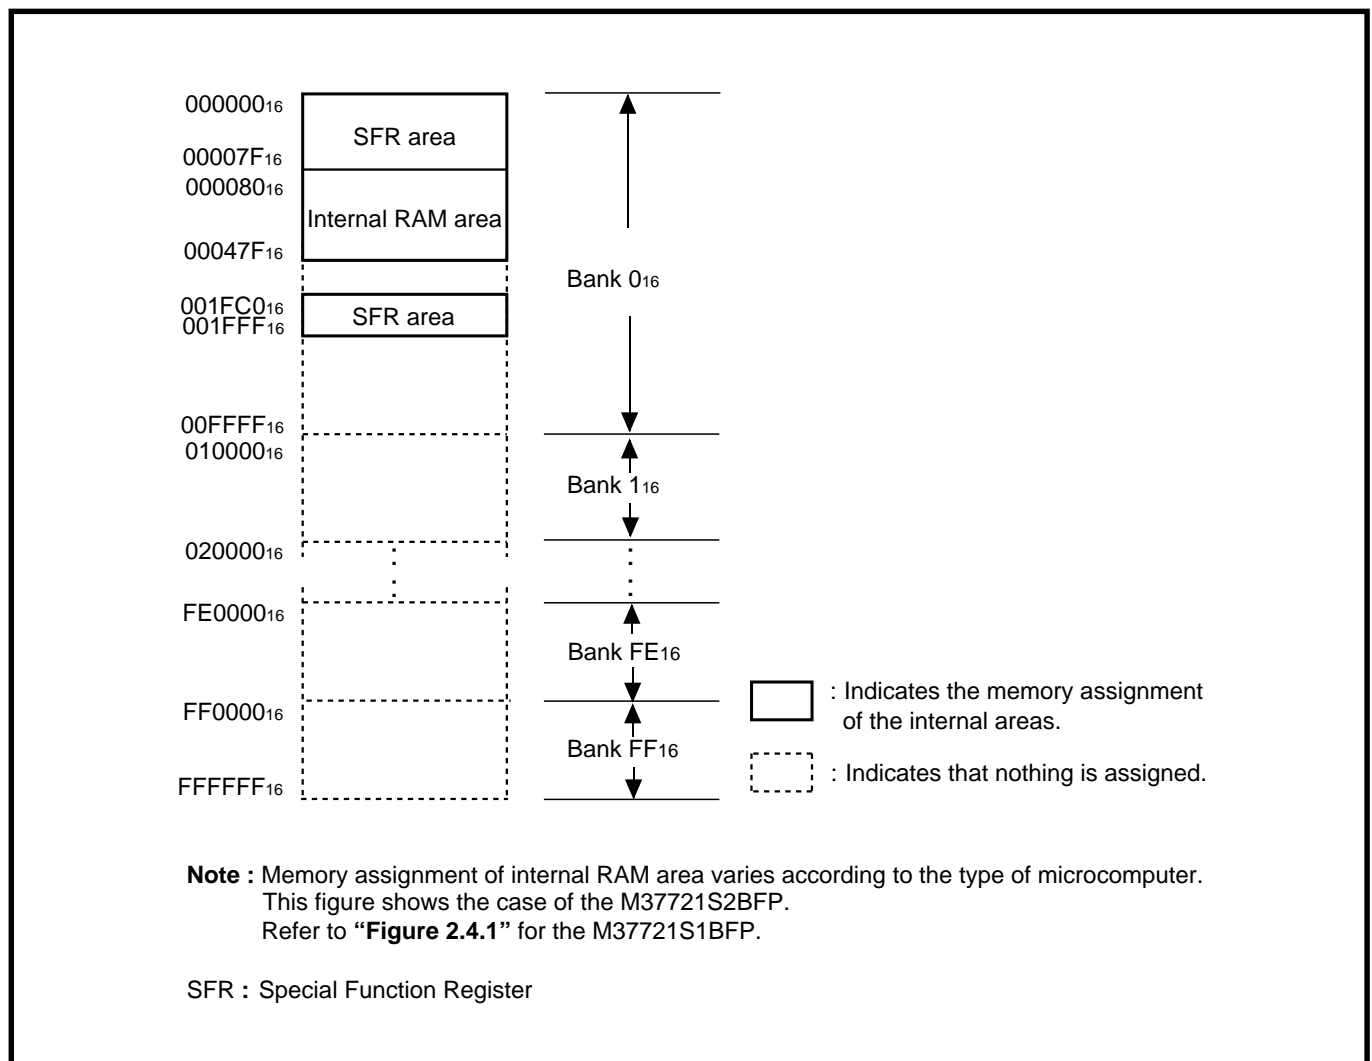 000000₁₆
SFR area
00007F₁₆
000080₁₆
Internal RAM area
00047F₁₆
Bank 0₁₆
001FC0₁₆
SFR area
001FFF₁₆
00FFFF₁₆
010000₁₆
Bank 1₁₆
020000₁₆
FE0000₁₆
Bank FE₁₆
FF0000₁₆
Bank FF₁₆
FFFFFF₁₆
: Indicates the memory assignment
of the internal areas.
: Indicates that nothing is assigned.
Note : Memory assignment of internal RAM area varies according to the type of microcomputer.
This figure shows the case of the M37721S2BFP.
Refer to “Figure 2.4.1” for the M37721S1BFP.
SFR : Special Function Register